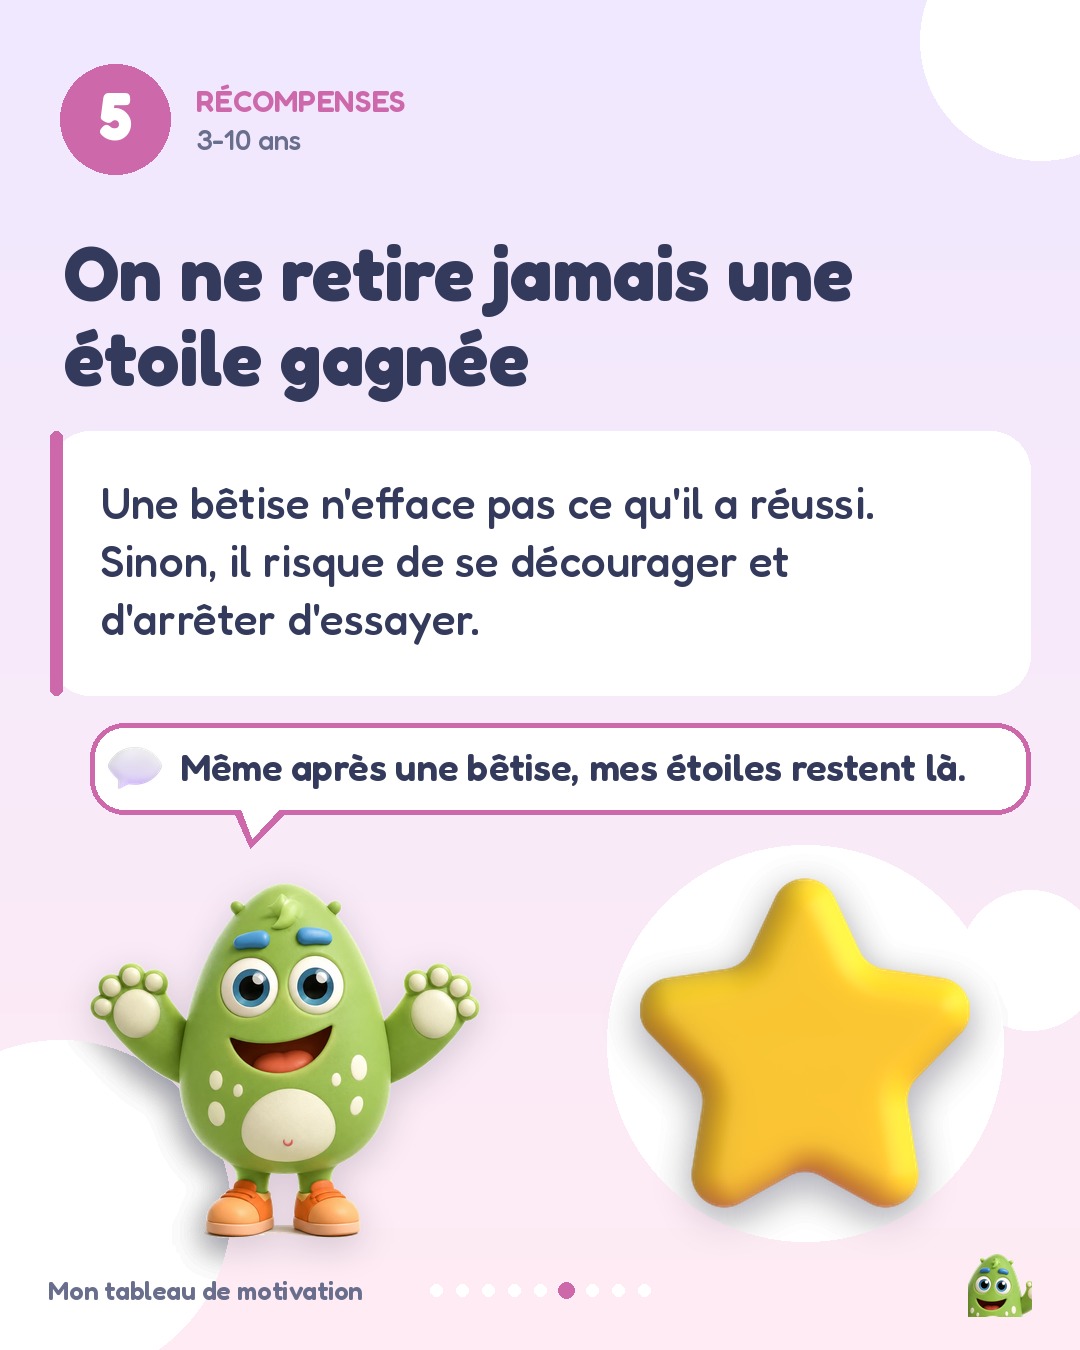 5
RÉCOMPENSES
3-10 ans
On ne retire jamais une
étoile gagnée
Une bêtise n'efface pas ce qu'il a réussi.
Sinon, il risque de se décourager et
d'arrêter d'essayer.
Même après une bêtise, mes étoiles restent là.
Mon tableau de motivation